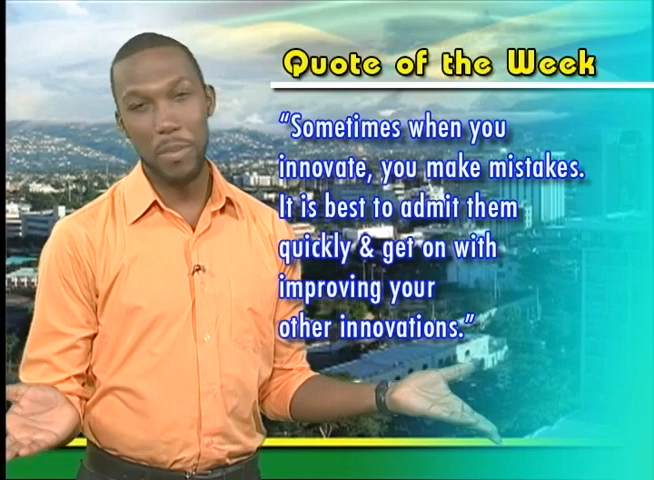 Quote of the Week
“Sometimes when you
innovate, you make mistakes.
It is best to admit them
quickly & get on with
improving your
other innovations.”